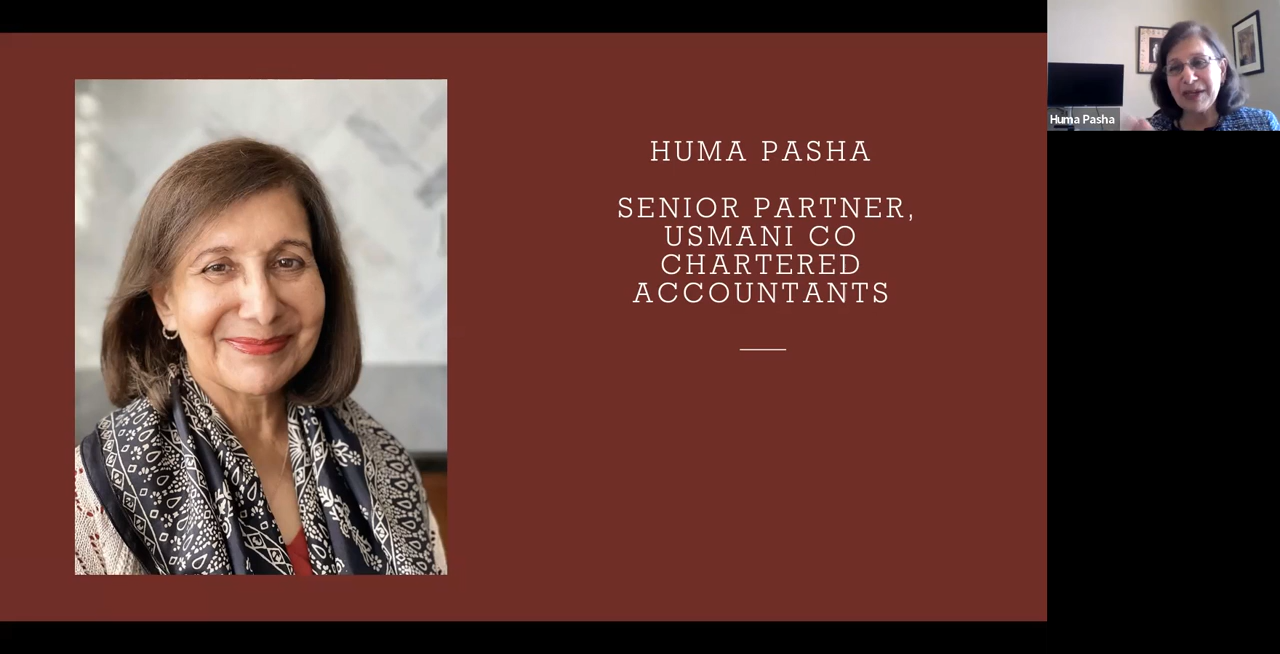 HUMA PASHA
SENIOR PARTNER,
USMANI CO
CHARTERED
ACCOUNTANTS
Huma Pasha